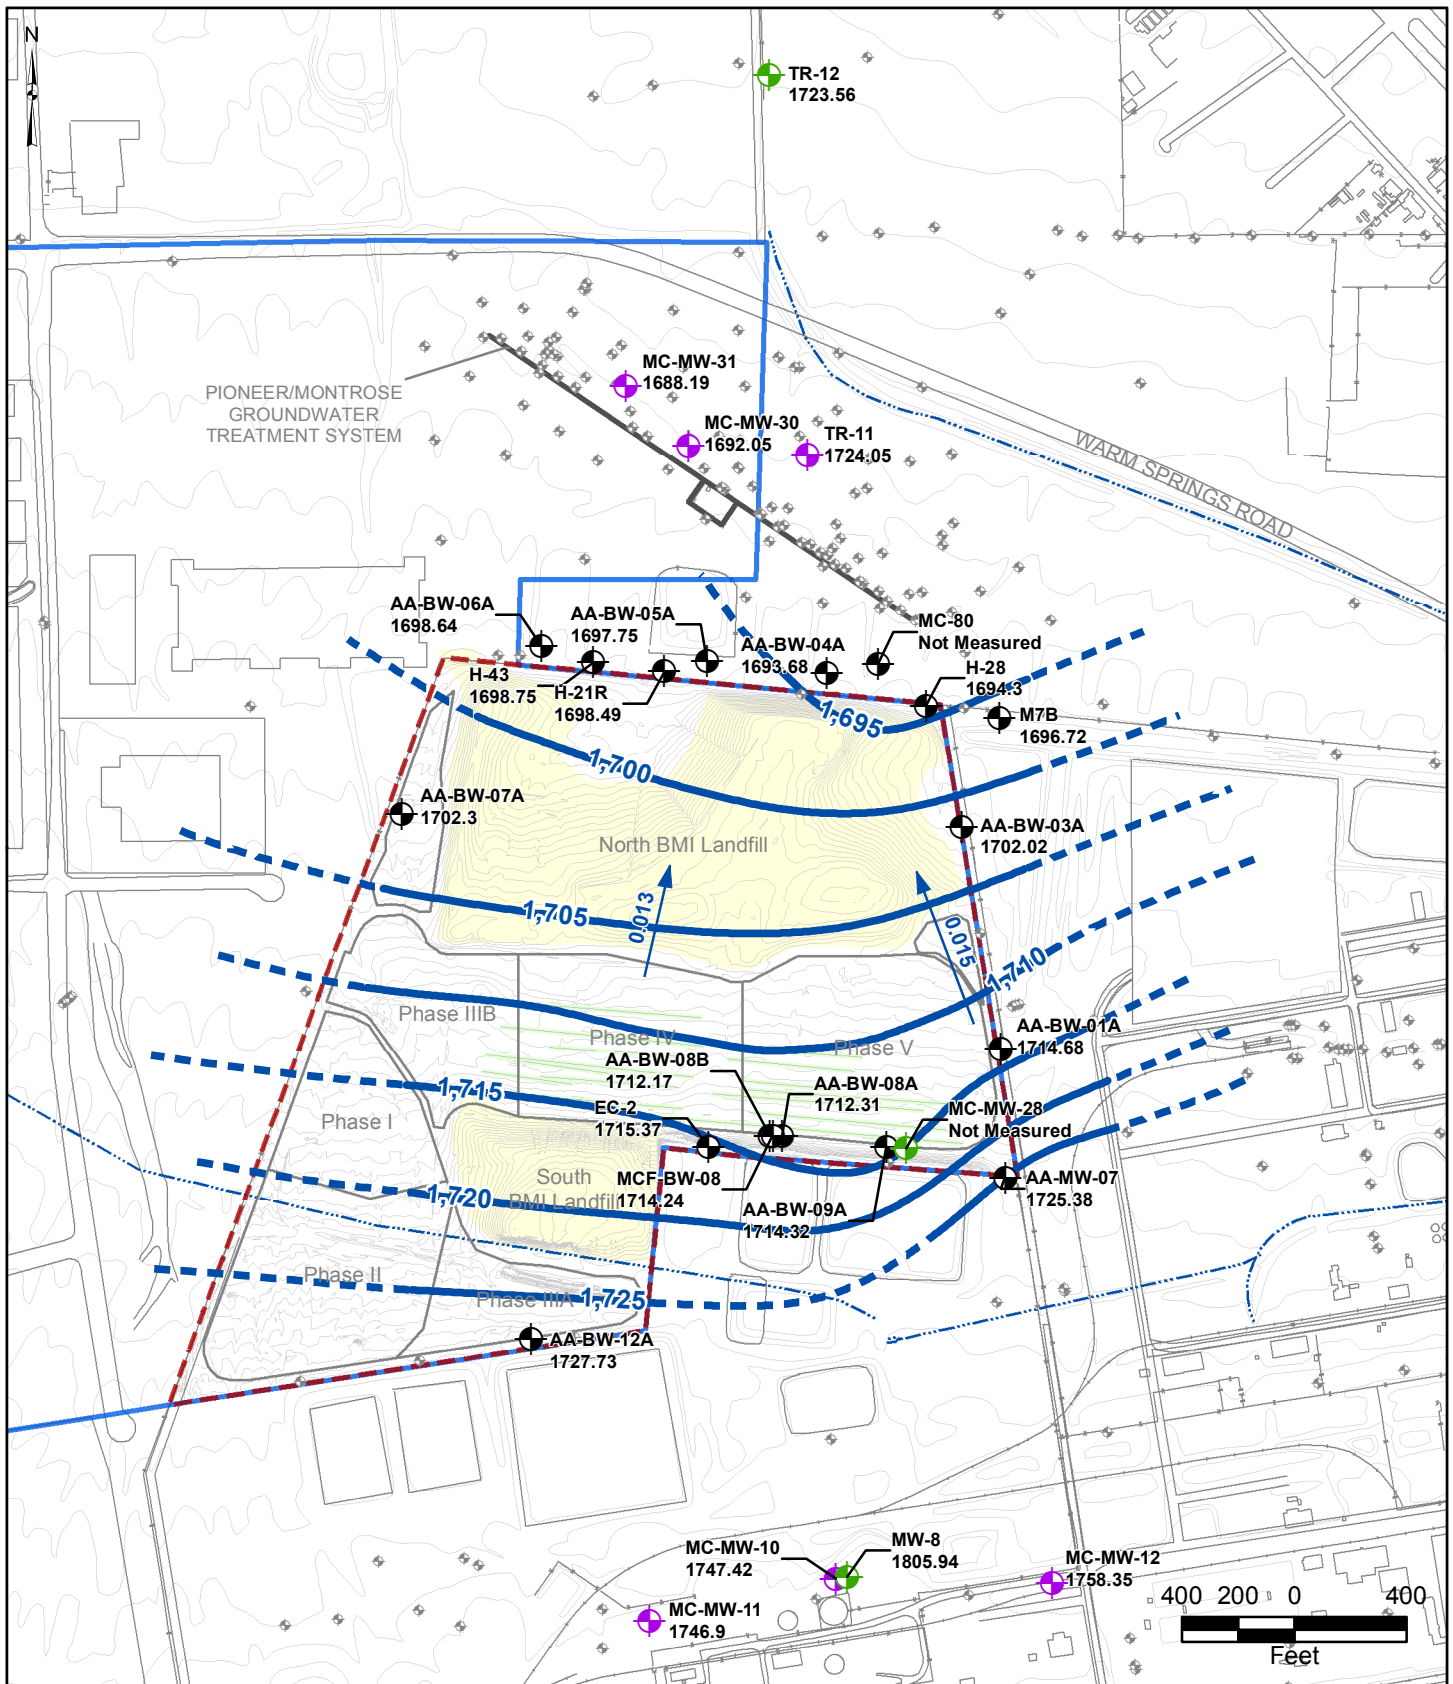 N
TR-12
1723.56
MC-MW-31
1688.19
PIONEER/MONTROSE
GROUNDWATER
TREATMENT SYSTEM
MC-MW-30
1692.05
TR-11
1724.05
WARM SPRINGS ROAD
AA-BW-06A
1698.64
AA-BW-05A
1697.75
AA-BW-04A
1693.68
MC-80
Not Measured
H-43
1698.75
H-21R
1698.49
H-28
1694.3
M7B
1696.72
1,695
1,700
AA-BW-07A
1702.3
AA-BW-03A
1702.02
North BMI Landfill
1,705
0.013
0.015
1,710
Phase IIIB
Phase IV
Phase V
AA-BW-01A
1714.68
AA-BW-08B
1712.17
AA-BW-08A
1712.31
1,715
EC-2
1715.37
MC-MW-28
Not Measured
Phase I
South
BMI Landfill
MCF-BW-08
1714.24
AA-MW-07
1725.38
1,720
AA-BW-09A
1714.32
Phase II
Phase IIIA
1,725
AA-BW-12A
1727.73
MC-MW-10
1747.42
MW-8
1805.94
MC-MW-12
1758.35
MC-MW-11
1746.9
400 200 0 400
Feet